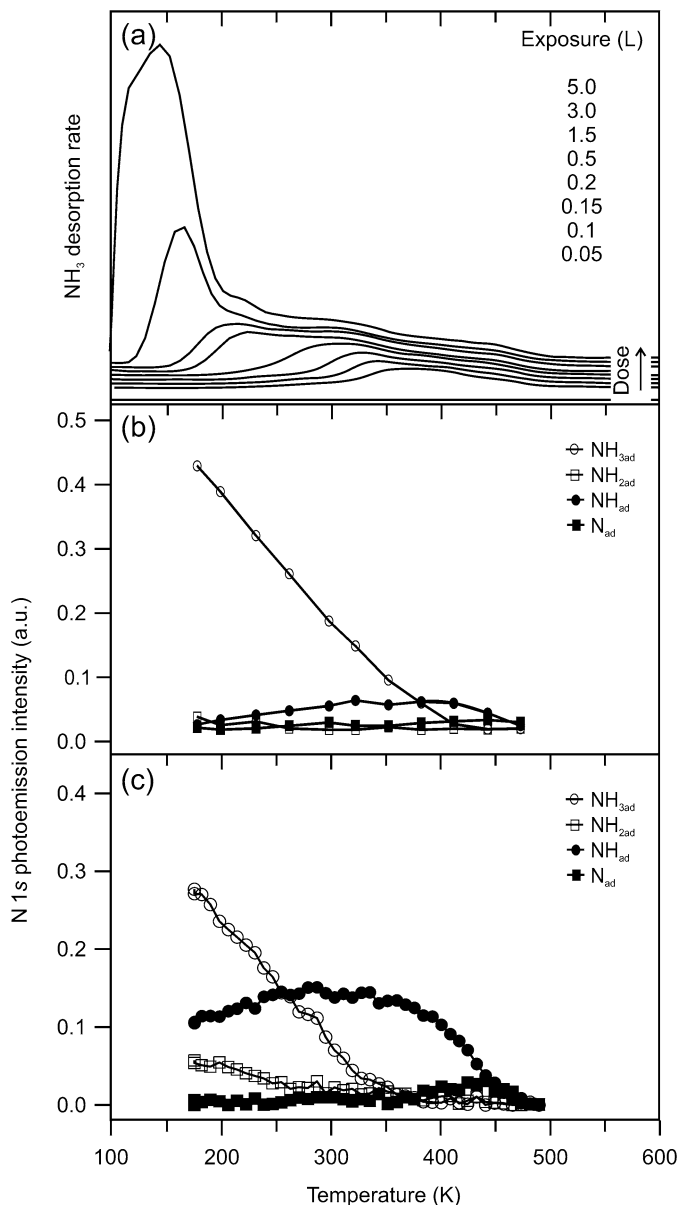 (a)
Exposure (L)
5.0
3.0
1.5
0.5
0.2
0.15
0.1
0.05
NH₃ desorption rate
Dose
(b)
0.5
0.4
0.3
0.2
0.1
0.0
NH₃ad
NH₂ad
NHad
Nad
N 1s photoemission intensity (a.u.)
(c)
0.4
0.3
0.2
0.1
0.0
NH₃ad
NH₂ad
NHad
Nad
100 200 300 400 500 600
Temperature (K)